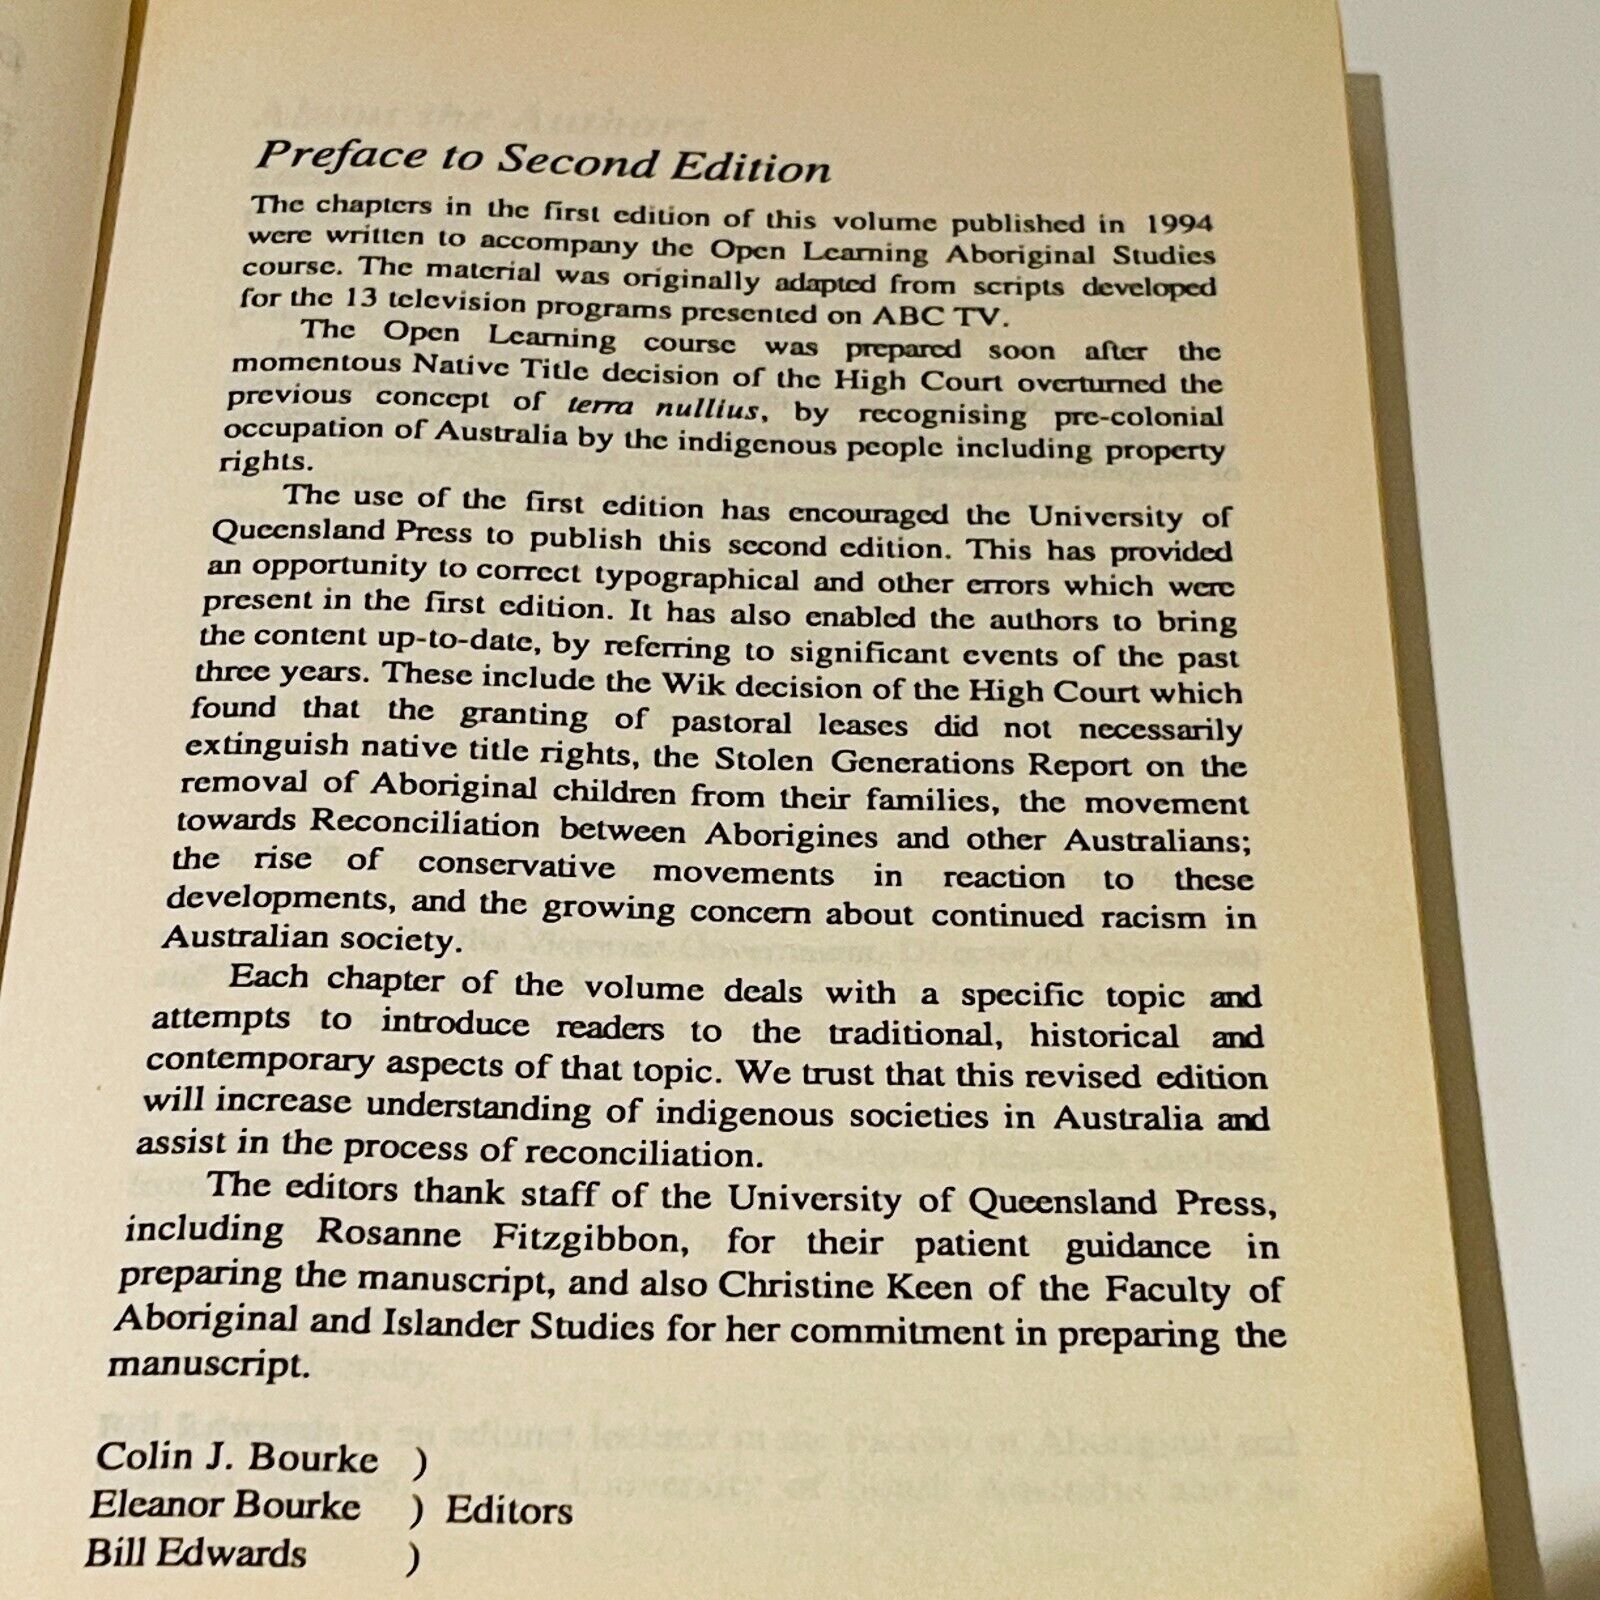 Preface to Second Edition
The chapters in the first edition of this volume published in 1994
were written to accompany the Open Learning Aboriginal Studies
course. The material was originally adapted from scripts developed
for the 13 television programs presented on ABC TV.
The Open Learning course was prepared soon after the
momentous Native Title decision of the High Court overturned the
previous concept of terra nullius, by recognising pre-colonial
occupation of Australia by the indigenous people including property
rights.
The use of the first edition has encouraged the University of
Queensland Press to publish this second edition. This has provided
an opportunity to correct typographical and other errors which were
present in the first edition. It has also enabled the authors to bring
the content up-to-date, by referring to significant events of the past
three years. These include the Wik decision of the High Court which
found that the granting of pastoral leases did not necessarily
extinguish native title rights, the Stolen Generations Report on the
removal of Aboriginal children from their families, the movement
towards Reconciliation between Aborigines and other Australians;
the rise of conservative movements in reaction to these
developments, and the growing concern about continued racism in
Australian society.
Each chapter of the volume deals with a specific topic and
attempts to introduce readers to the traditional, historical and
contemporary aspects of that topic. We trust that this revised edition
will increase understanding of indigenous societies in Australia and
assist in the process of reconciliation.
The editors thank staff of the University of Queensland Press,
including Rosanne Fitzgibbon, for their patient guidance in
preparing the manuscript, and also Christine Keen of the Faculty of
Aboriginal and Islander Studies for her commitment in preparing the
manuscript.
Colin J. Bourke )
Eleanor Bourke ) Editors
Bill Edwards )